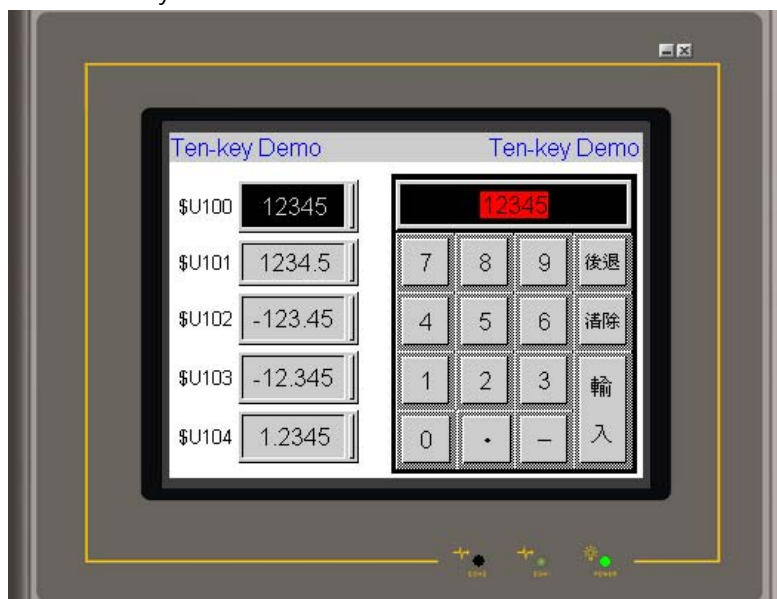 Ten-key Demo Ten-key Demo
$U100 12345
$U101 1234.5
$U102 -123.45
$U103 -12.345
$U104 1.2345
12345
7 8 9 後退
4 5 6 清除
1 2 3 輸入
0 · –
POWER